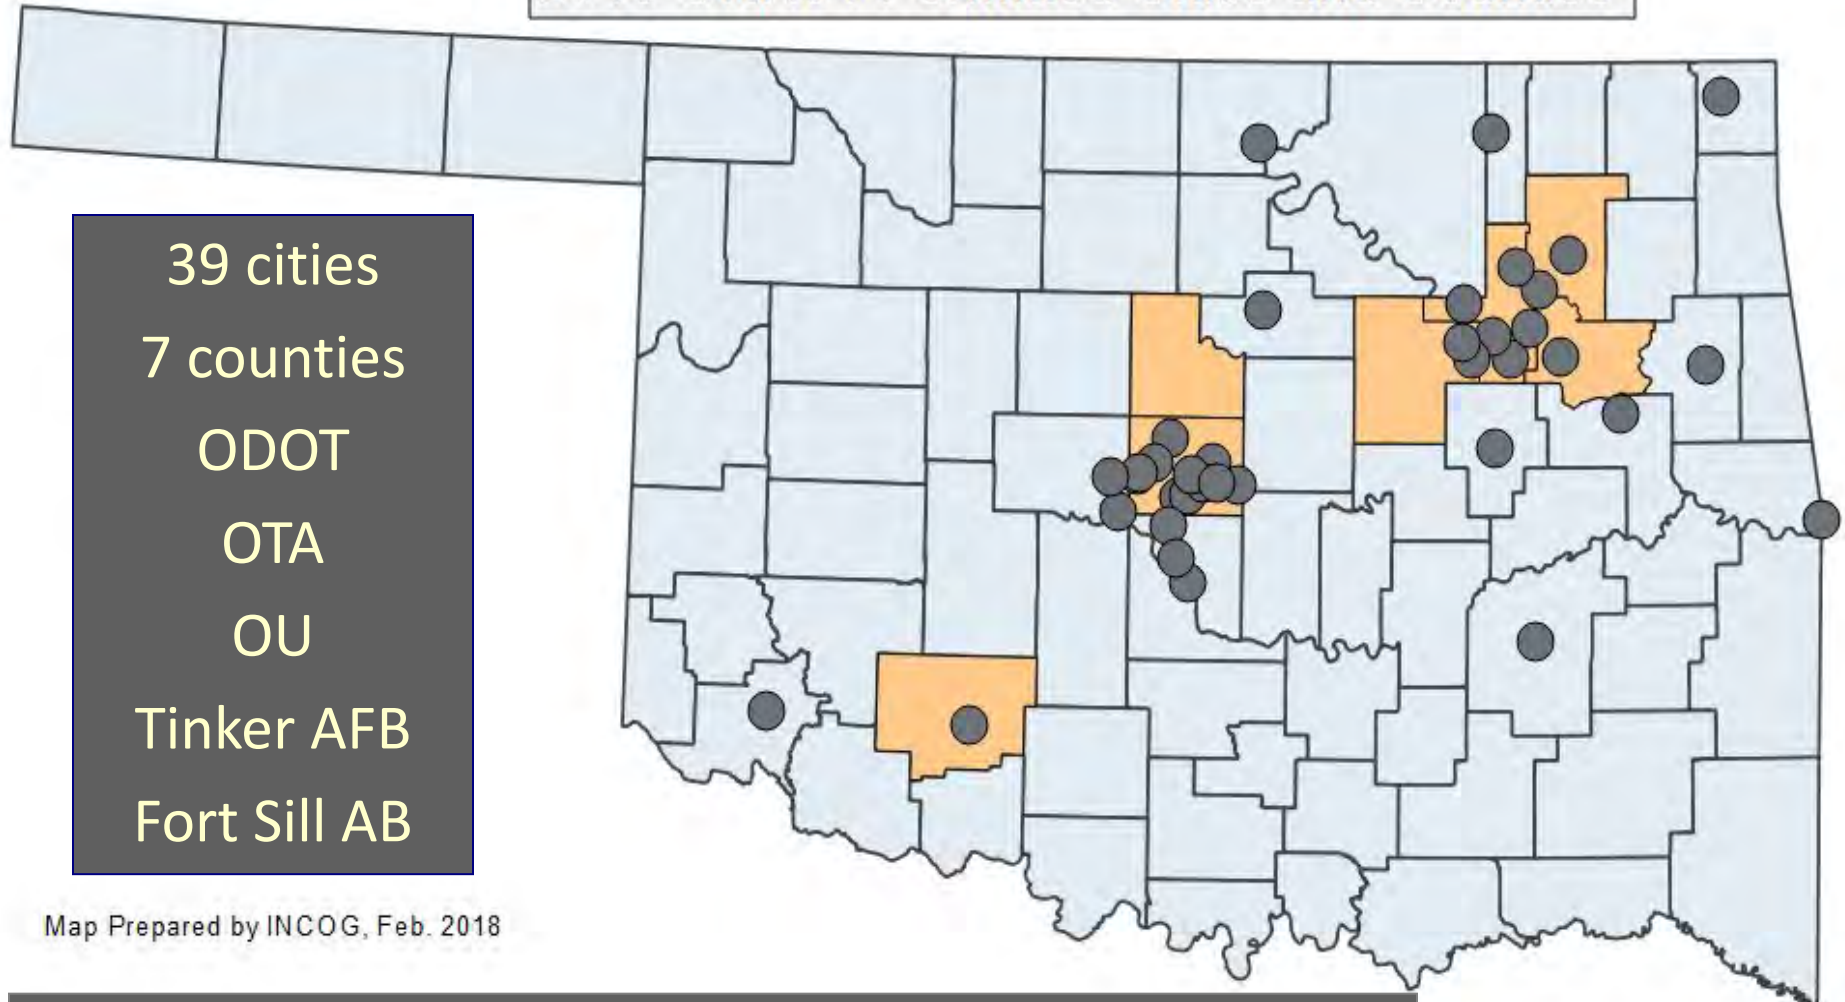 39 cities
7 counties
ODOT
OTA
OU
Tinker AFB
Fort Sill AB
Map Prepared by INCOG, Feb. 2018